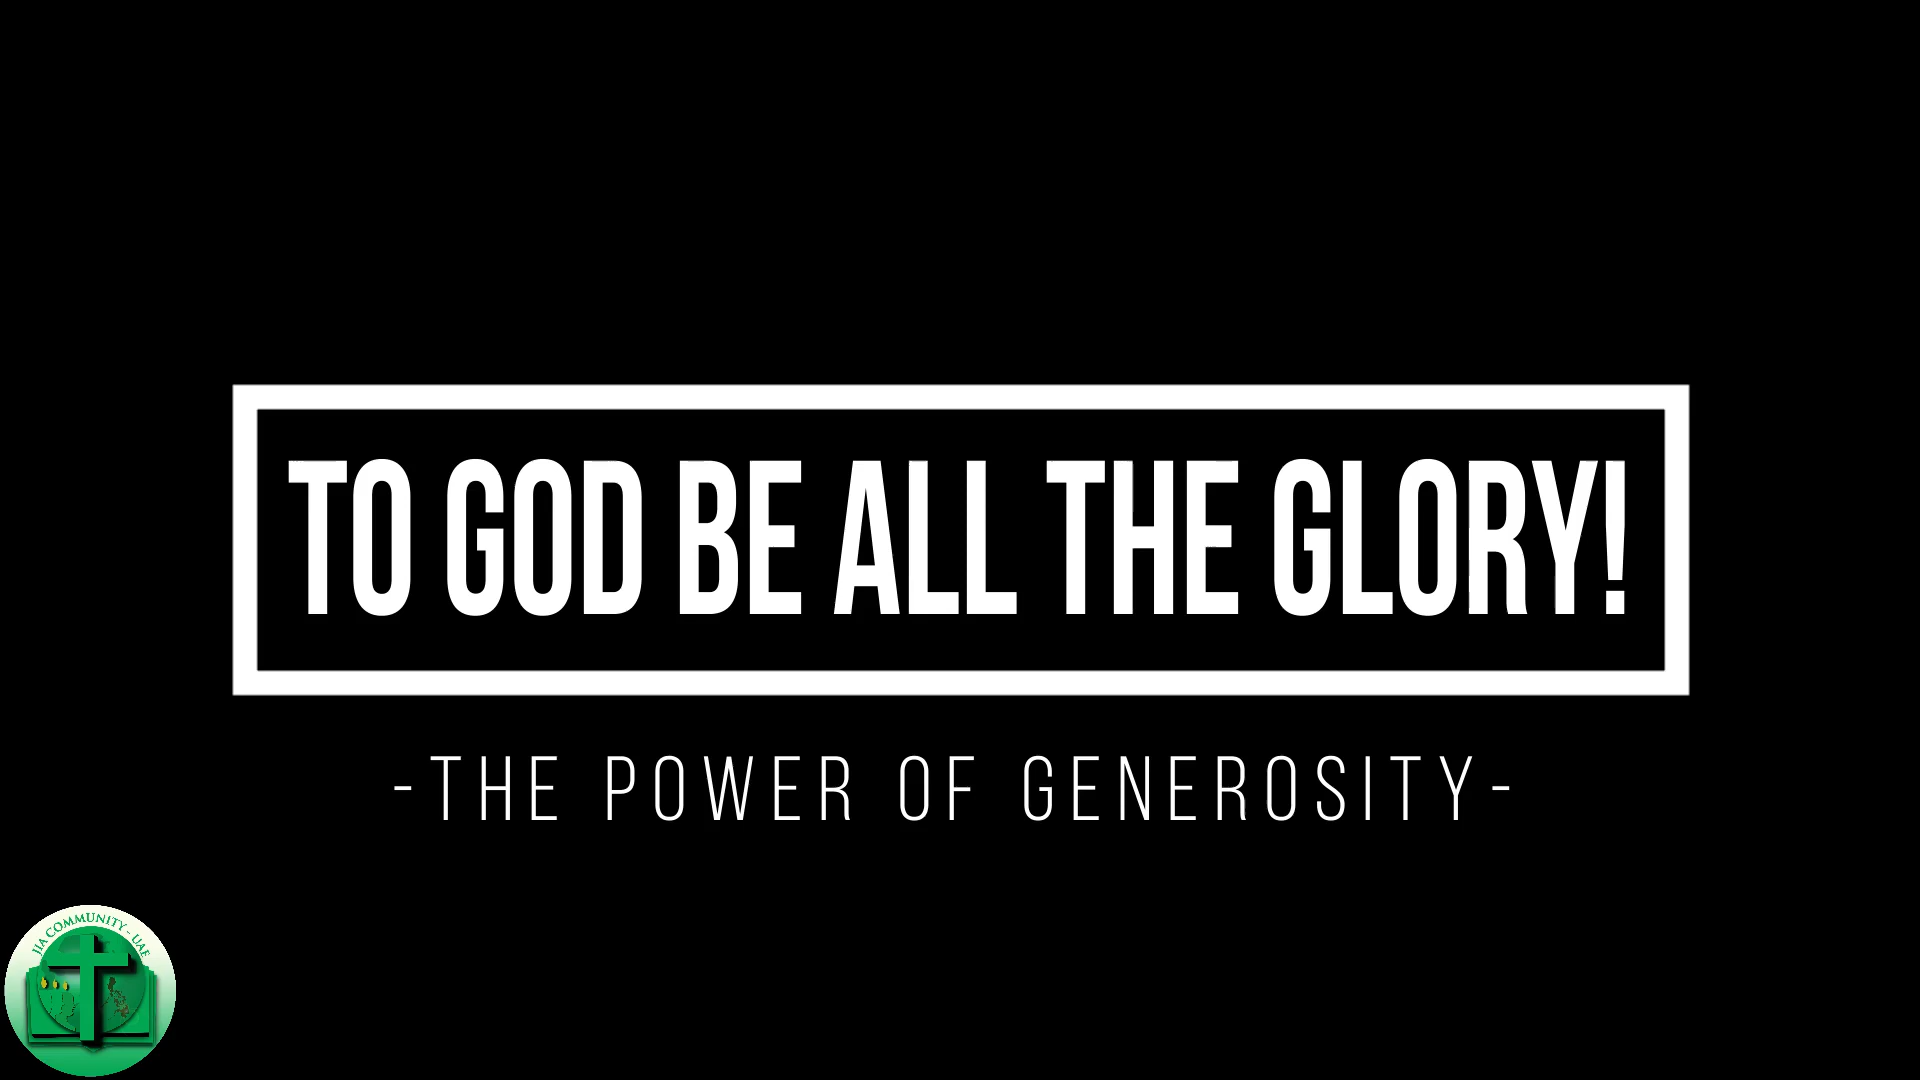 TO GOD BE ALL THE GLORY!
-THE POWER OF GENEROSITY-
JIA COMMUNITY - UAE